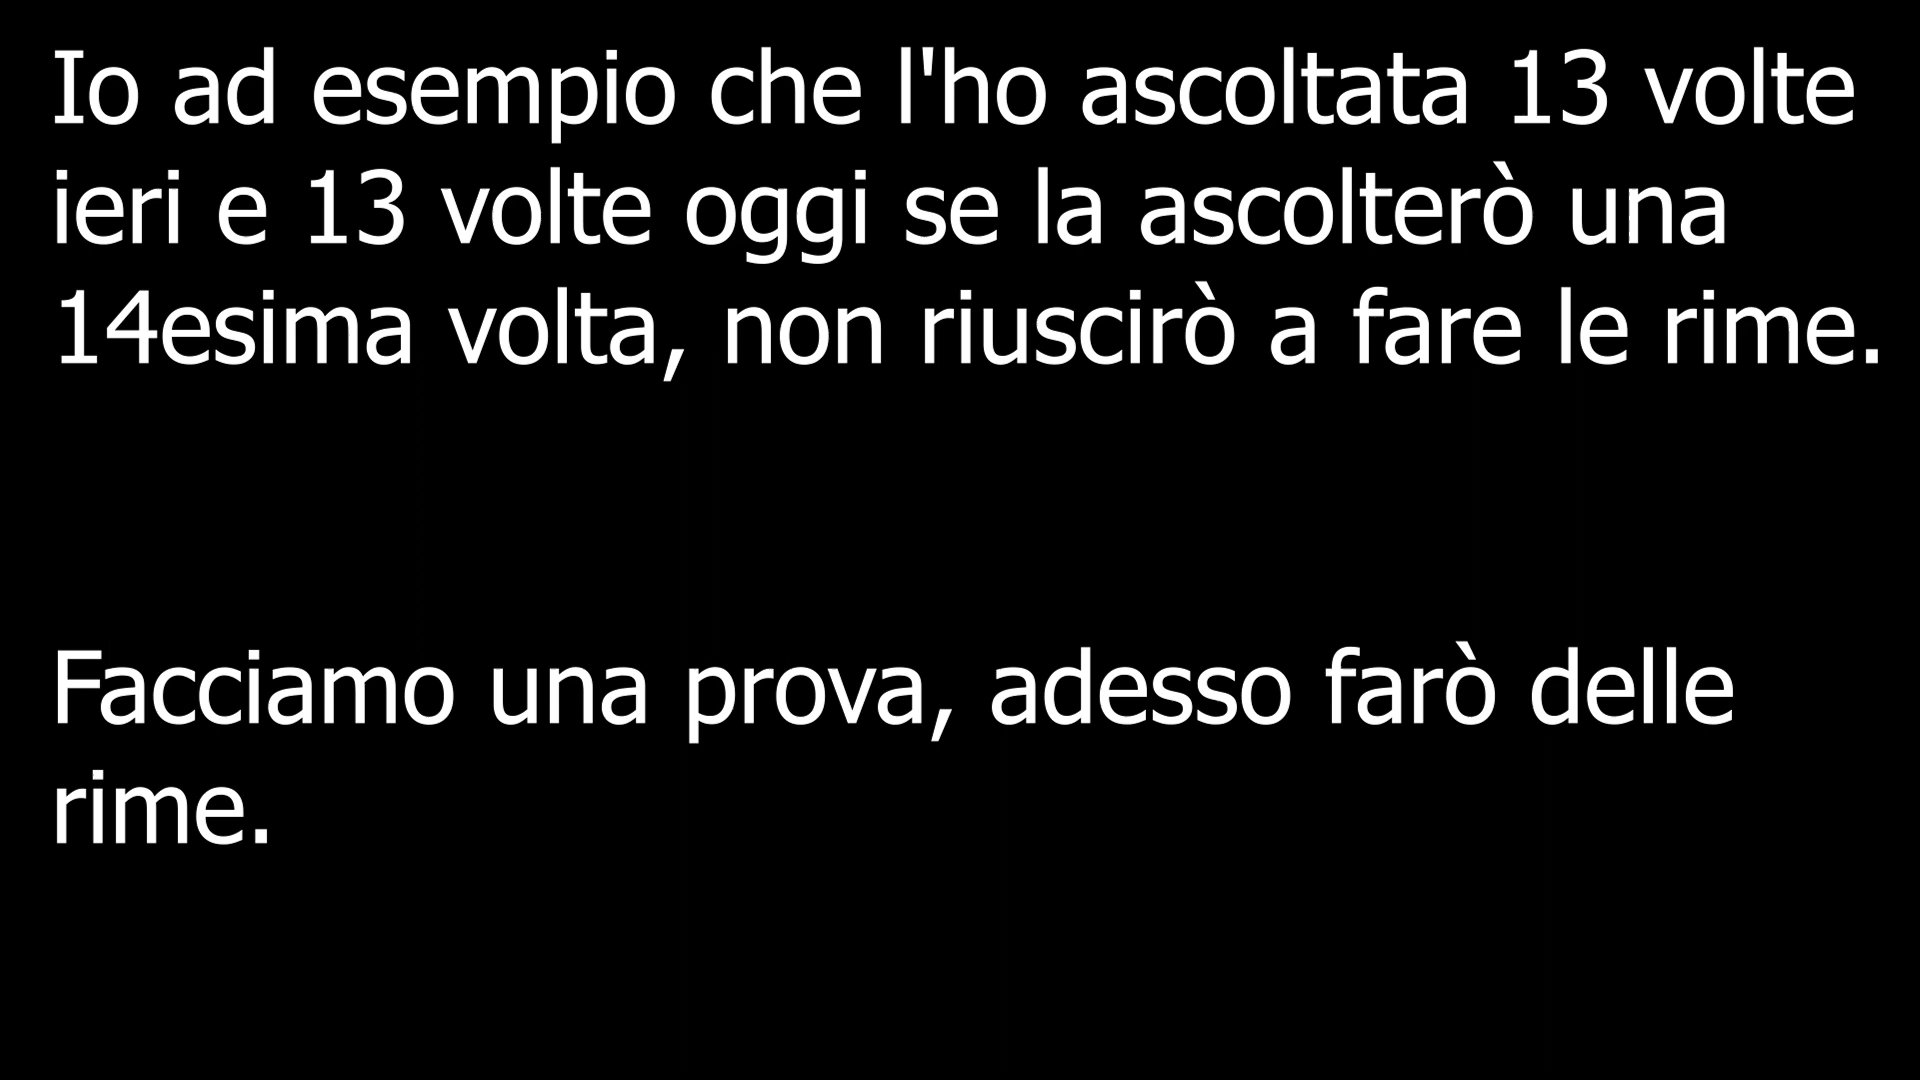 Io ad esempio che l'ho ascoltata 13 volte
ieri e 13 volte oggi se la ascolterò una
14esima volta, non riuscirò a fare le rime.
Facciamo una prova, adesso farò delle
rime.